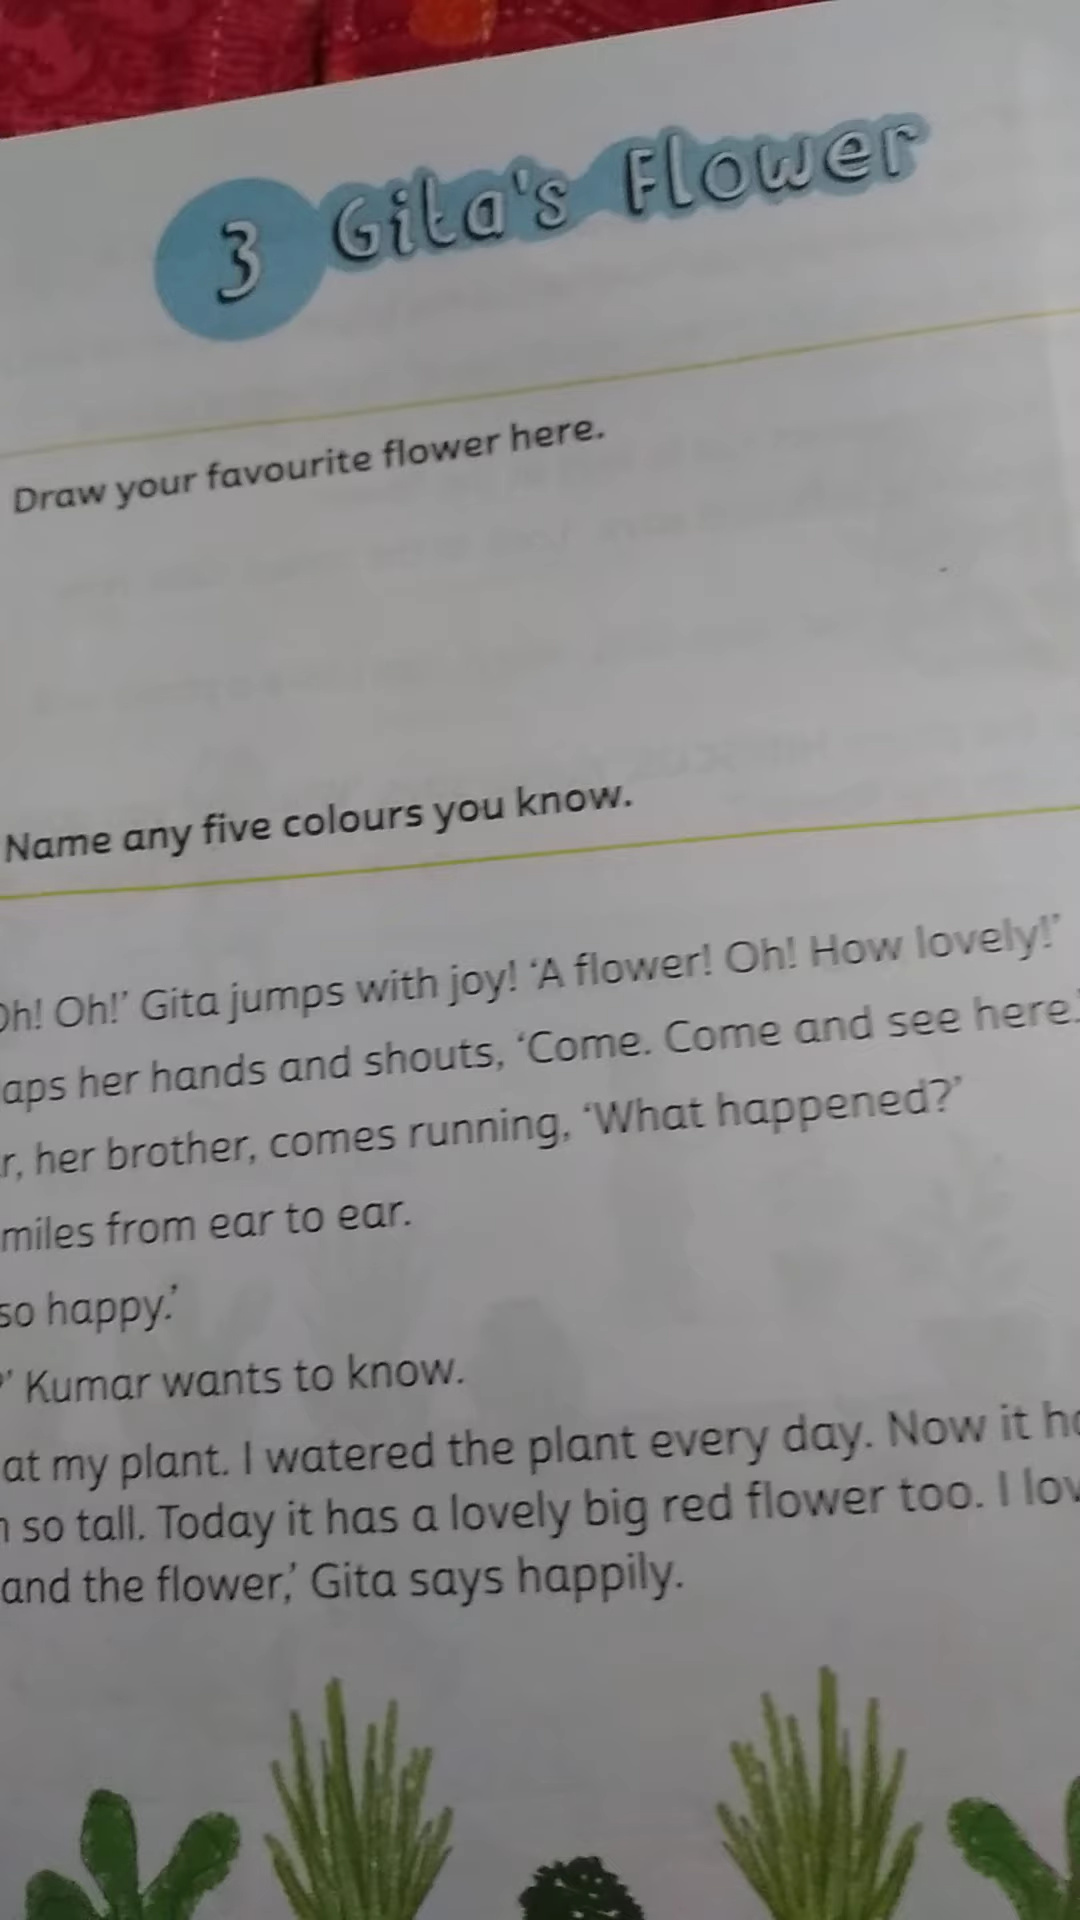 3 Gita's Flower
Draw your favourite flower here.
Name any five colours you know.
Oh! Oh!’ Gita jumps with joy! ‘A flower! Oh! How lovely!’
her hands and shouts, ‘Come. Come and see here.’
her brother, comes running, ‘What happened?’
from ear to ear.
so happy.’
Kumar wants to know.
at my plant. I watered the plant every day. Now it
so tall. Today it has a lovely big red flower too. I
and the flower,’ Gita says happily.